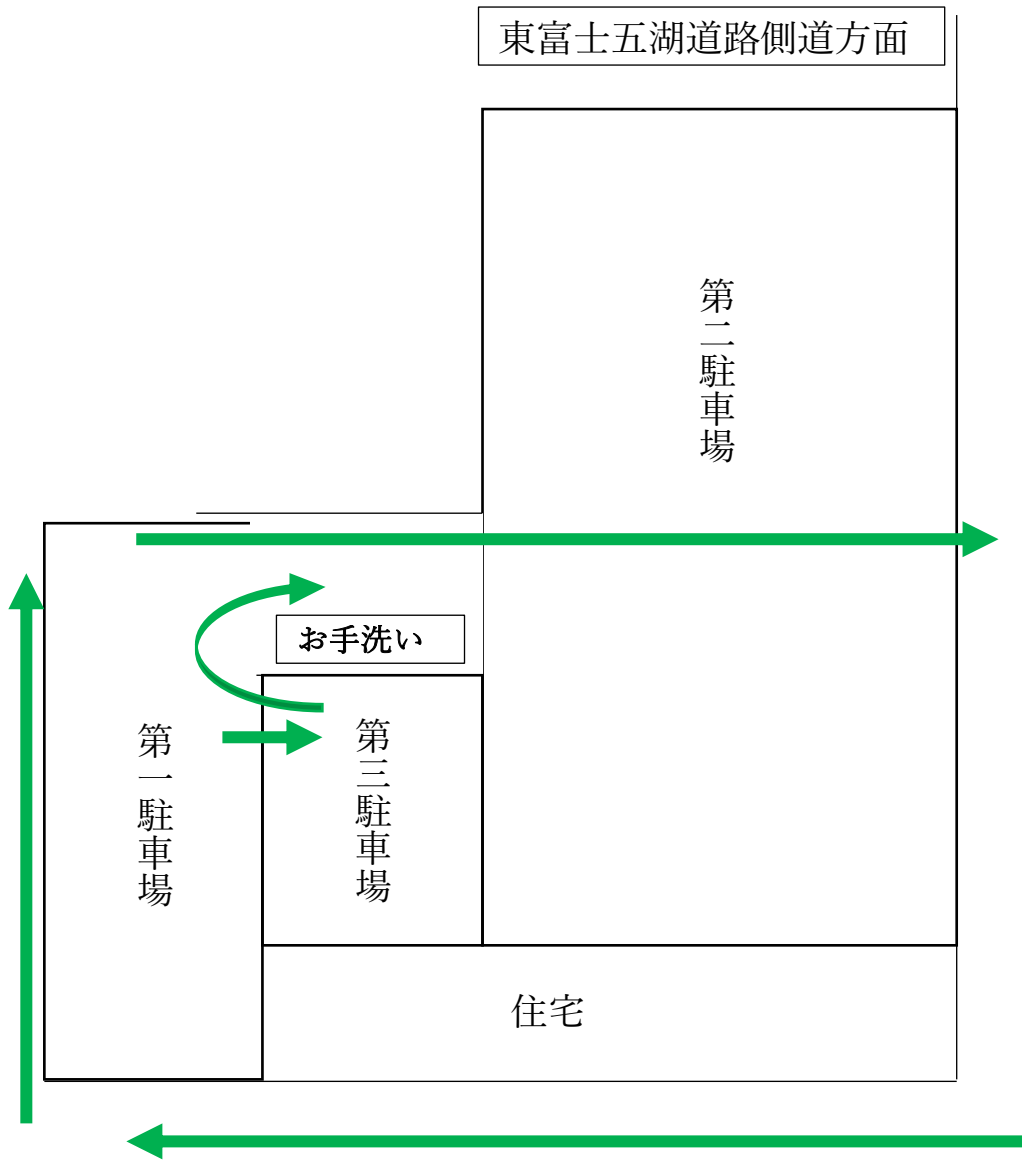 東富士五湖道路側道方面
第二駐車場
お手洗い
第一駐車場
第三駐車場
住宅